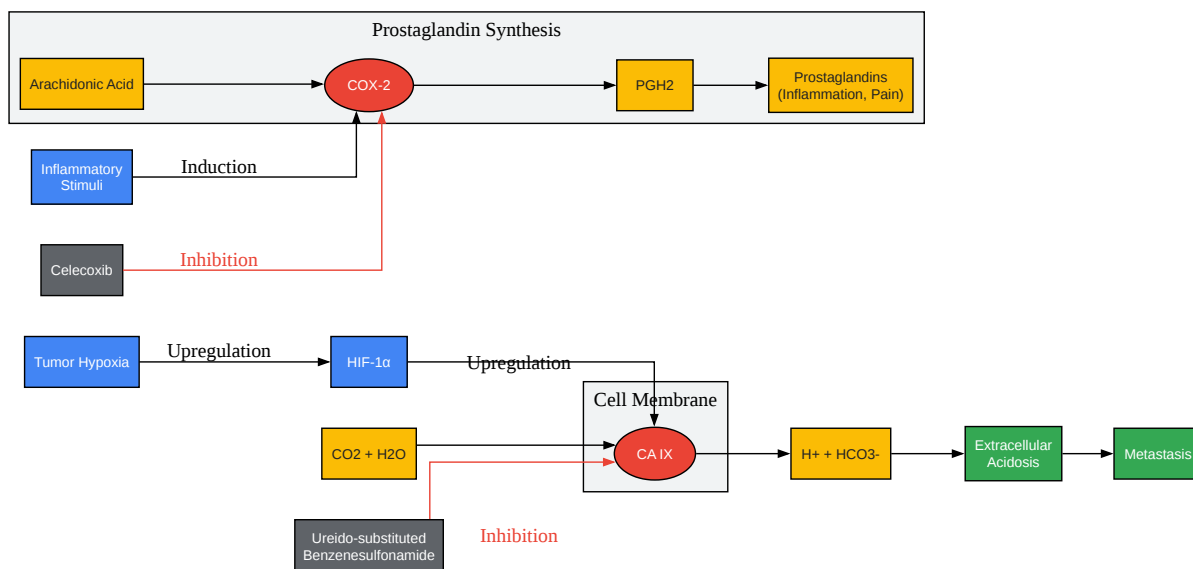 Prostaglandin Synthesis
Arachidonic Acid
COX-2
PGH2
Prostaglandins
(Inflammation, Pain)
Inflammatory
Stimuli
Induction
Celecoxib
Inhibition
Tumor Hypoxia
Upregulation
HIF-1α
Upregulation
Cell Membrane
CO2 + H2O
CA IX
H+ + HCO3-
Extracellular
Acidosis
Metastasis
Ureido-substituted
Benzenesulfonamide
Inhibition